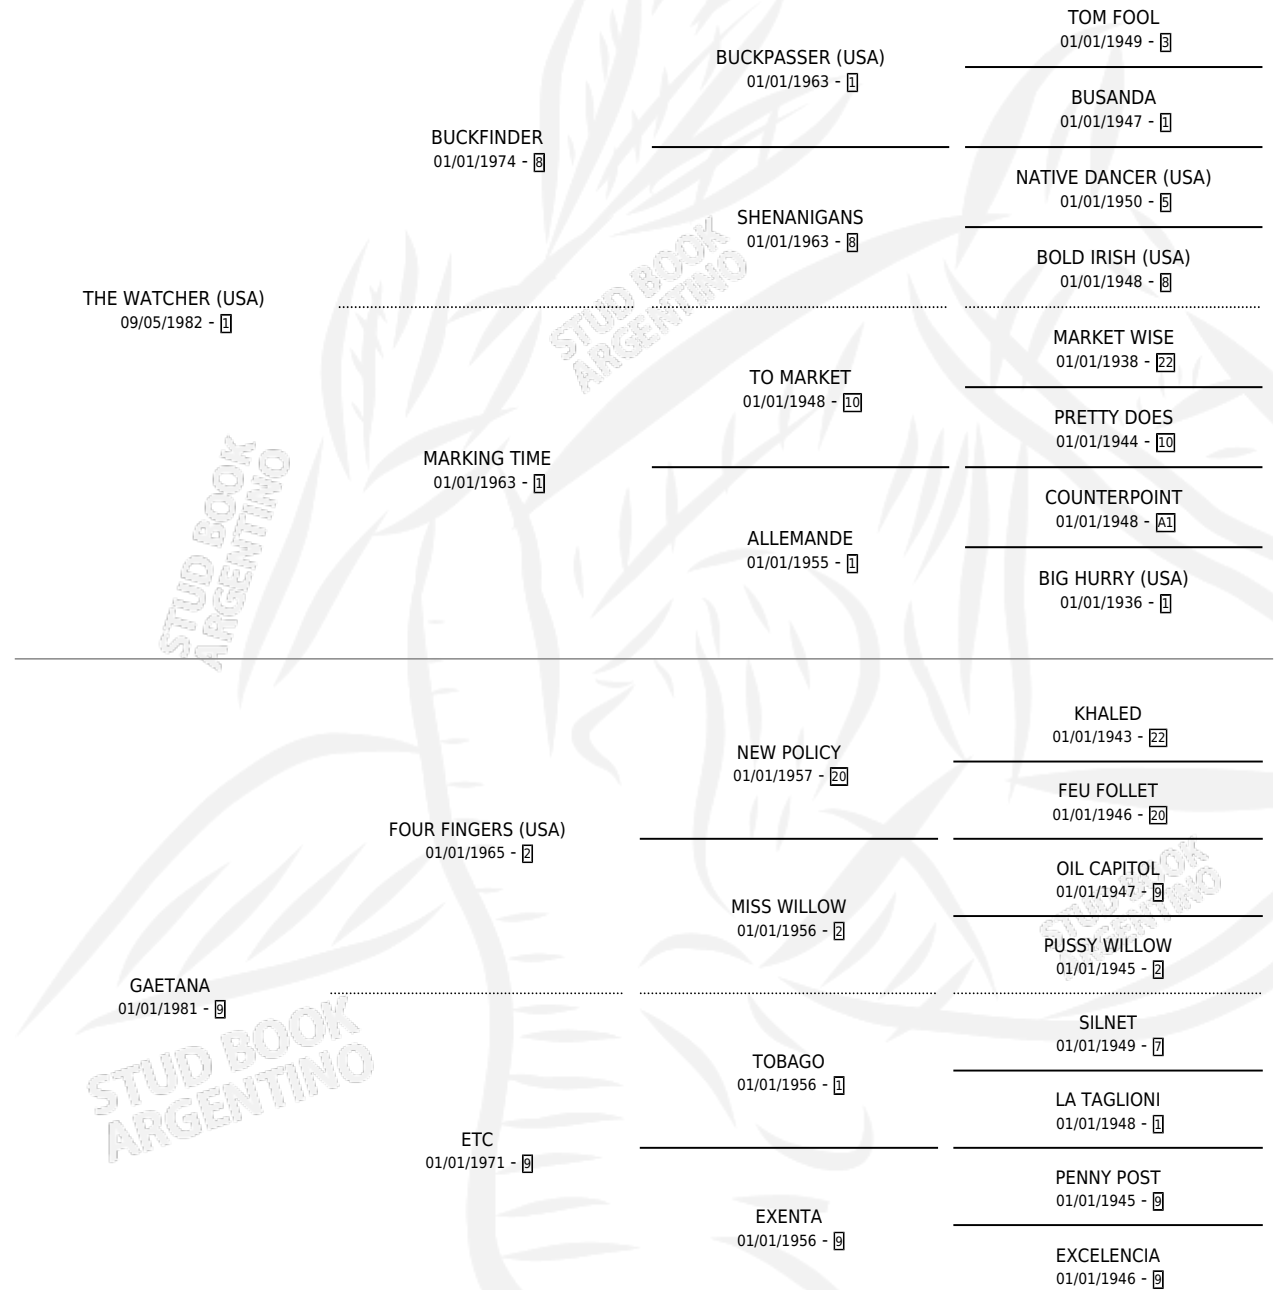 TOM FOOL
01/01/1949 - 3
BUCKPASSER (USA)
01/01/1963 - 1
BUSANDA
01/01/1947 - 1
BUCKFINDER
01/01/1974 - 8
NATIVE DANCER (USA)
01/01/1950 - 5
SHENANIGANS
01/01/1963 - 8
BOLD IRISH (USA)
01/01/1948 - 8
THE WATCHER (USA)
09/05/1982 - 1
MARKET WISE
01/01/1938 - 22
TO MARKET
01/01/1948 - 10
PRETTY DOES
01/01/1944 - 10
MARKING TIME
01/01/1963 - 1
COUNTERPOINT
01/01/1948 - A1
ALLEMANDE
01/01/1955 - 1
BIG HURRY (USA)
01/01/1936 - 1
KHALED
01/01/1943 - 22
NEW POLICY
01/01/1957 - 20
FEU FOLLET
01/01/1946 - 20
FOUR FINGERS (USA)
01/01/1965 - 2
OIL CAPITOL
01/01/1947 - 9
MISS WILLOW
01/01/1956 - 2
PUSSY WILLOW
01/01/1945 - 2
GAETANA
01/01/1981 - 9
SILNET
01/01/1949 - 7
TOBAGO
01/01/1956 - 1
LA TAGLIONI
01/01/1948 - 1
ETC
01/01/1971 - 9
PENNY POST
01/01/1945 - 9
EXENTA
01/01/1956 - 9
EXCELENCIA
01/01/1946 - 9
STUD BOOK
ARGENTINO
STUD BOOK
ARGENTINO
STUD BOOK
ARGENTINO
STUD BOOK
ARGENTINO